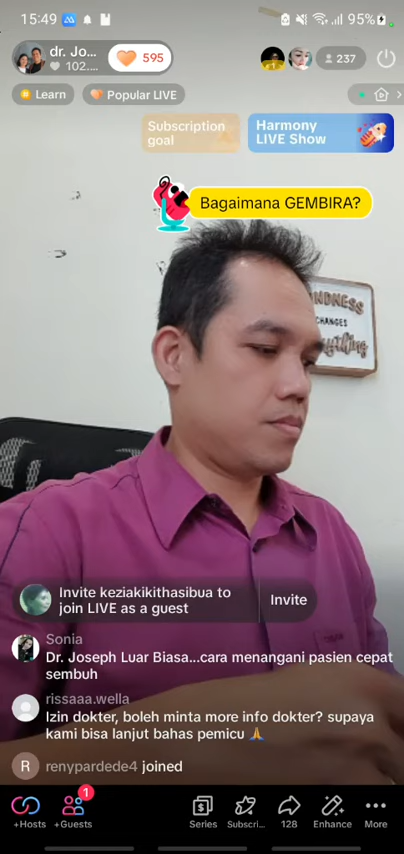 15:49
95%
dr. Jo...
102....
595
237
Learn
Popular LIVE
Subscription
goal
Harmony
LIVE Show
Bagaimana GEMBIRA?
KINDNESS
CHANGES
everything
Invite keziakikithasibua to
join LIVE as a guest
Invite
Sonia
Dr. Joseph Luar Biasa...cara menangani pasien cepat
sembuh
rissaaa.wella
Izin dokter, boleh minta more info dokter? supaya
kami bisa lanjut bahas pemicu 🙏
R
renypardede4 joined
1
+Hosts
+Guests
Series
Subscri...
128
Enhance
More